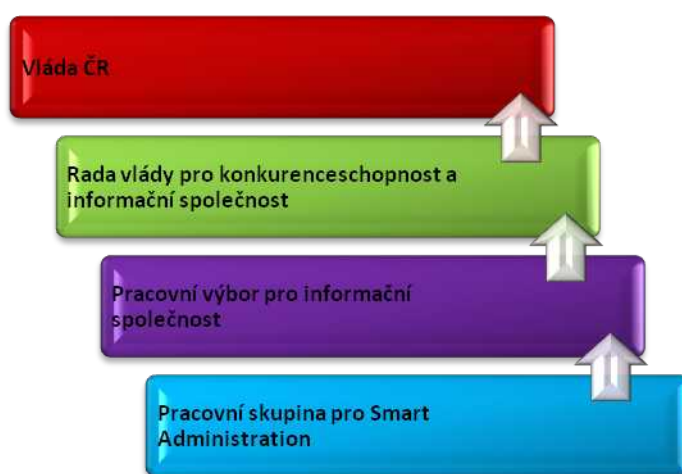 Vláda ČR
Rada vlády pro konkurenceschopnost a
informační společnost
Pracovní výbor pro informační
společnost
Pracovní skupina pro Smart
Administration